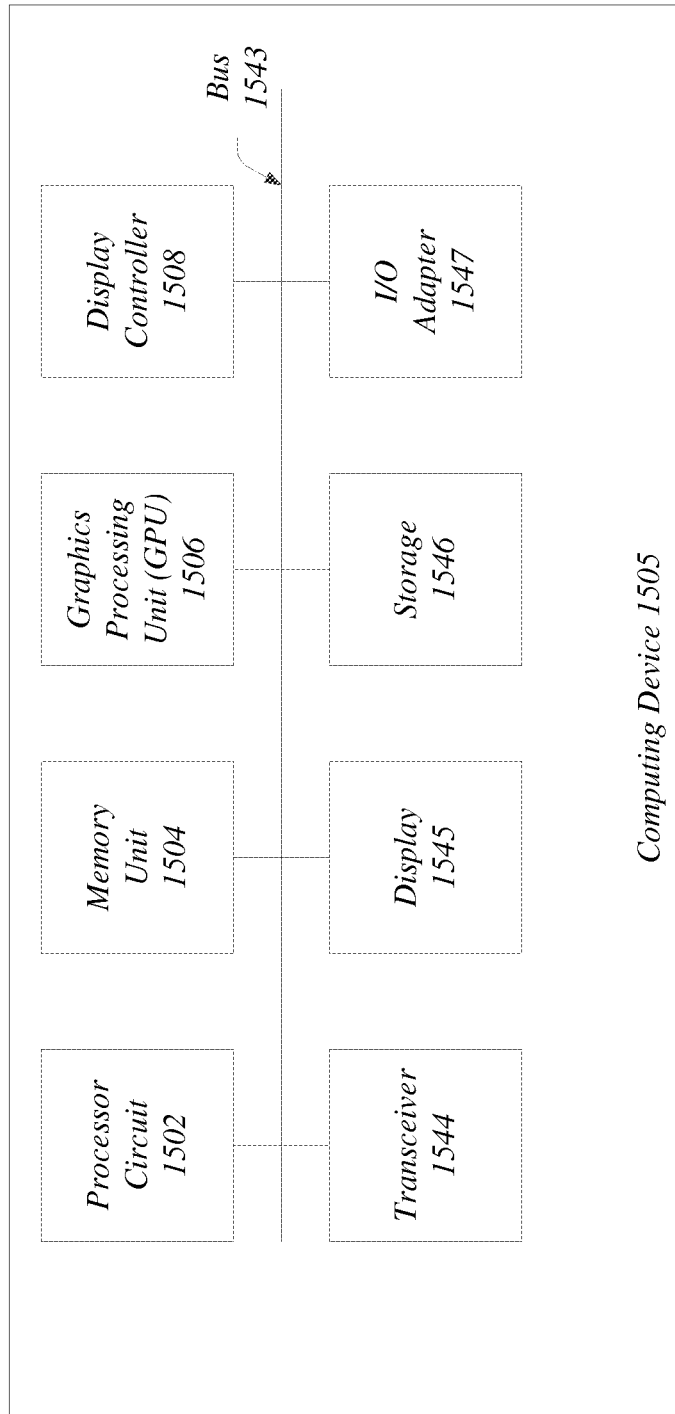 Processor
Circuit
1502
Memory
Unit
1504
Graphics
Processing
Unit (GPU)
1506
Display
Controller
1508
Bus
1543
Transceiver
1544
Display
1545
Storage
1546
I/O
Adapter
1547
Computing Device 1505